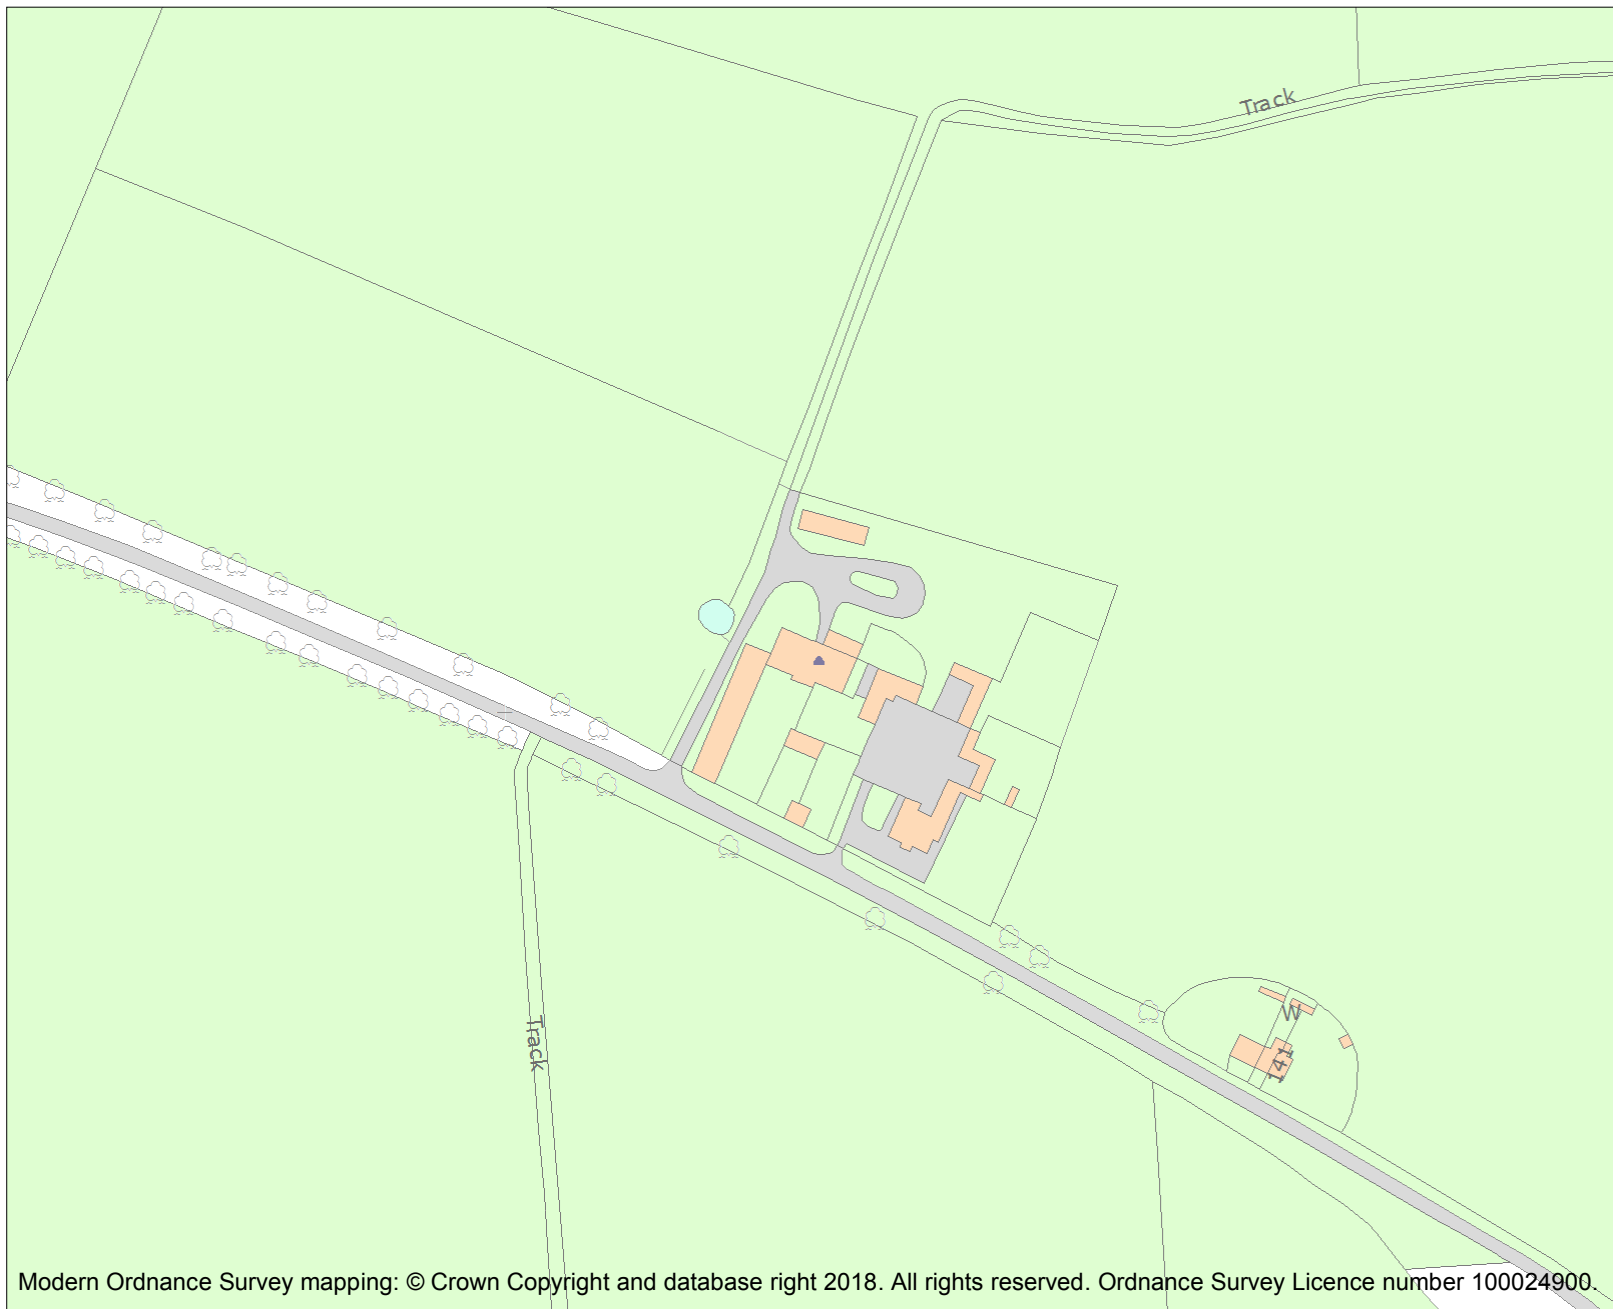 Track
W
141
Track
Modern Ordnance Survey mapping: © Crown Copyright and database right 2018. All rights reserved. Ordnance Survey Licence number 100024900.